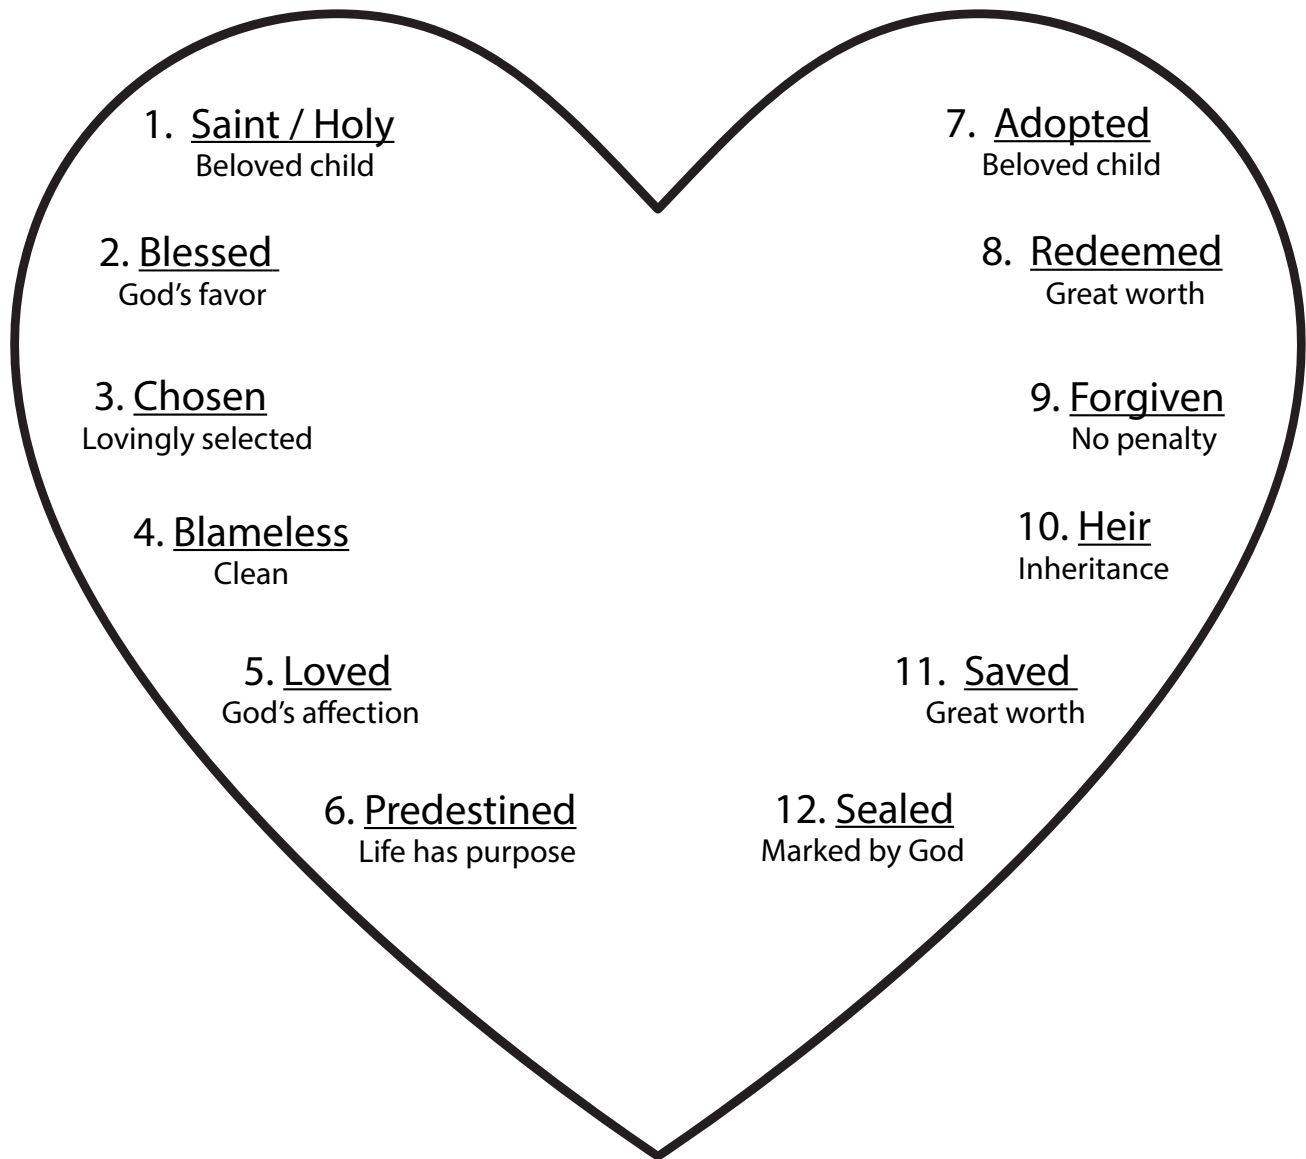 1. Saint / Holy
Beloved child
2. Blessed
God’s favor
3. Chosen
Lovingly selected
4. Blameless
Clean
5. Loved
God’s affection
6. Predestined
Life has purpose
7. Adopted
Beloved child
8. Redeemed
Great worth
9. Forgiven
No penalty
10. Heir
Inheritance
11. Saved
Great worth
12. Sealed
Marked by God